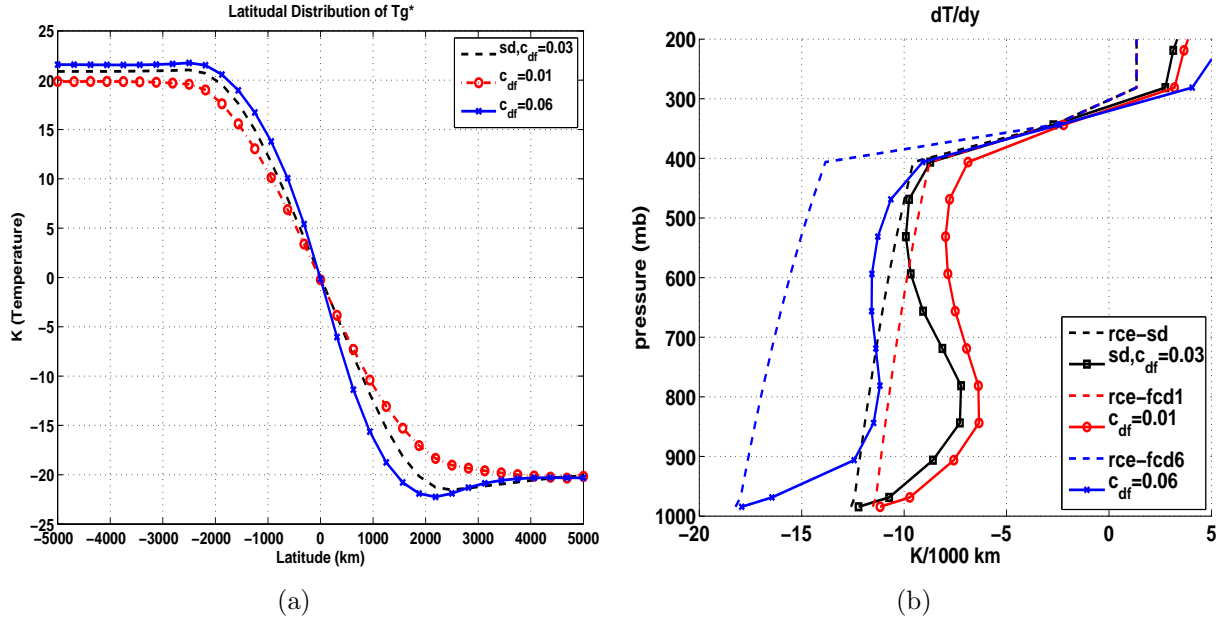 Latitudal Distribution of Tg*
K (Temperature)
25
20
15
10
5
0
−5
−10
−15
−20
−25
sd,c_df=0.03
c_df=0.01
c_df=0.06
−5000 −4000 −3000 −2000 −1000 0 1000 2000 3000 4000 5000
Latitude (km)
(a)
dT/dy
pressure (mb)
200
300
400
500
600
700
800
900
1000
rce−sd
sd,c_df=0.03
rce−fcd1
c_df=0.01
rce−fcd6
c_df=0.06
−20 −15 −10 −5 0 5
K/1000 km
(b)